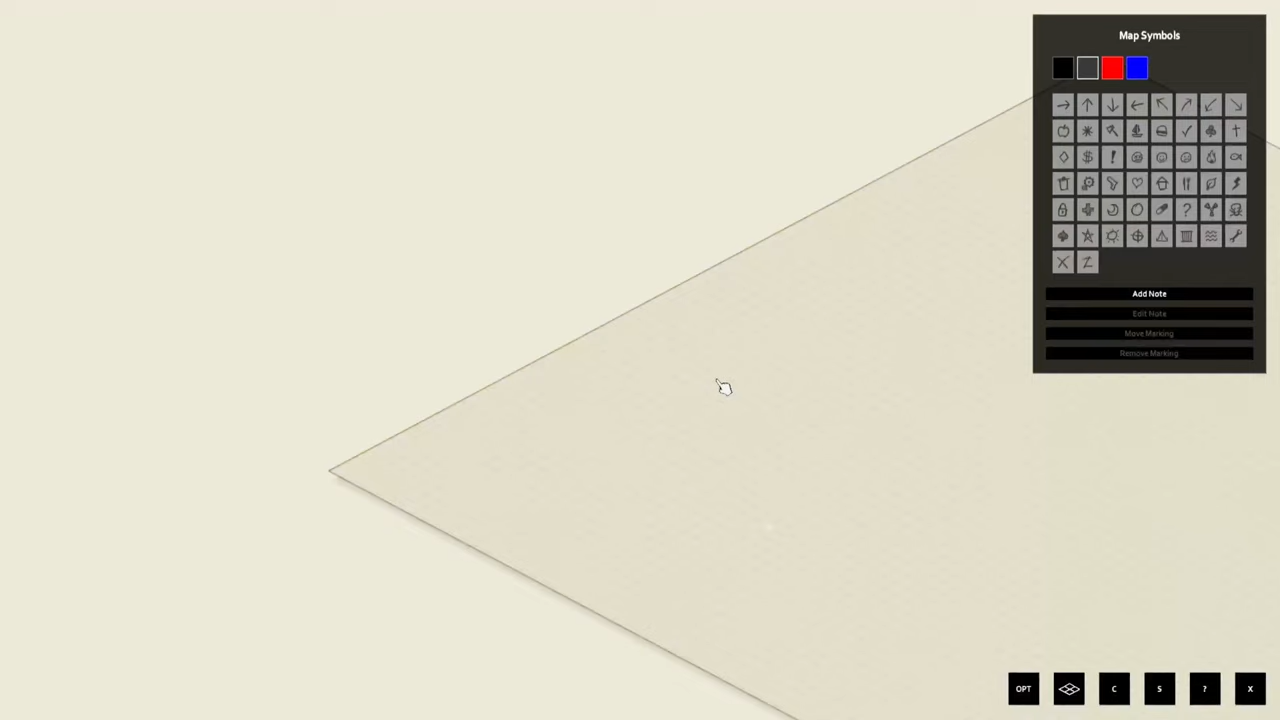 Map Symbols
Add Note
Edit Note
Move Marking
Remove Marking
OPT
C
S
?
X